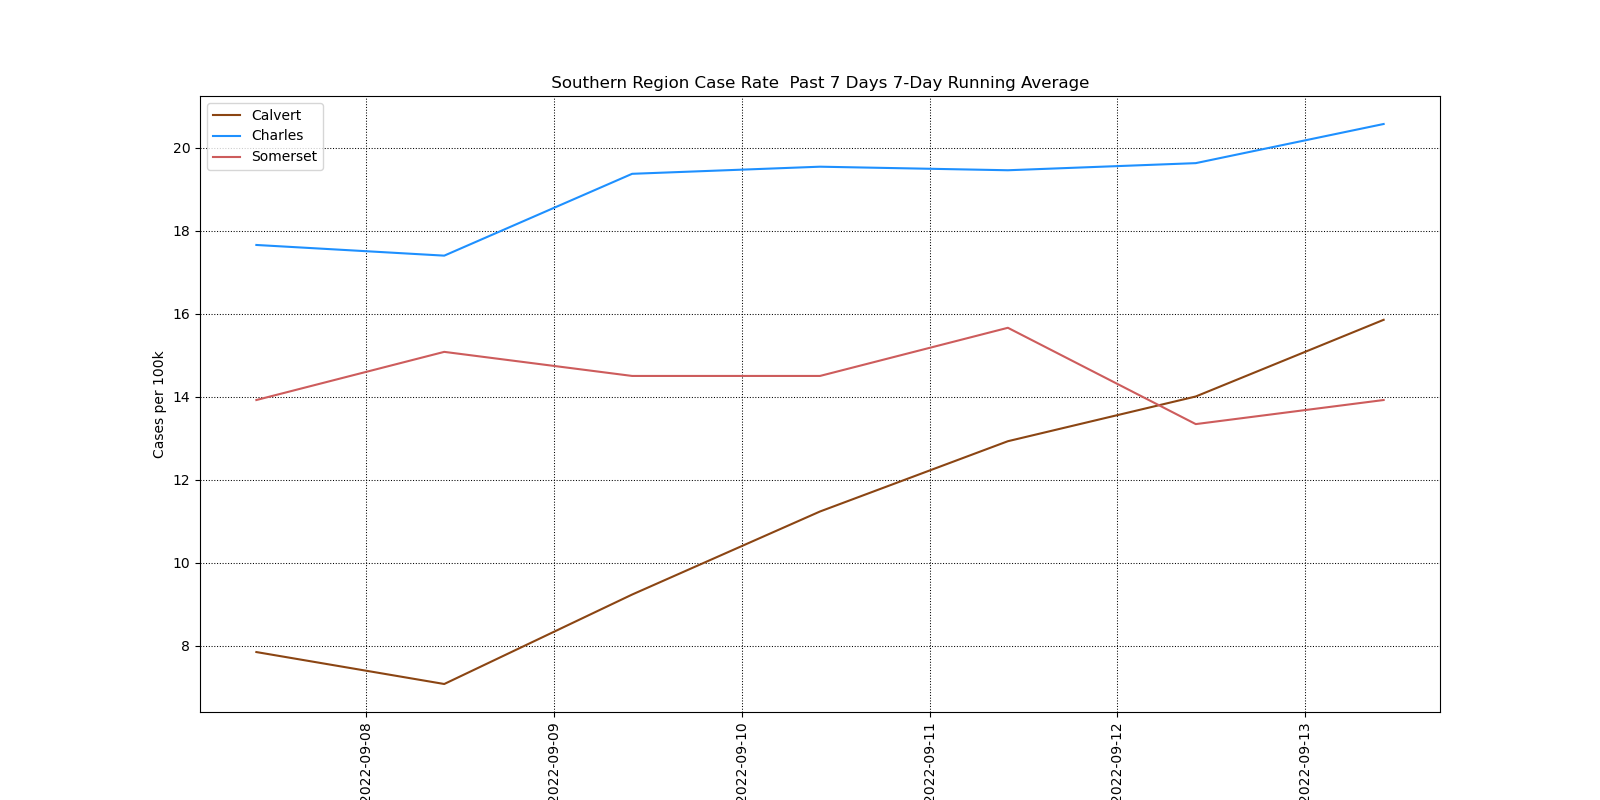 Southern Region Case Rate  Past 7 Days 7-Day Running Average
Calvert
Charles
Somerset
Cases per 100k
20
18
16
14
12
10
8
2022-09-08
2022-09-09
2022-09-10
2022-09-11
2022-09-12
2022-09-13